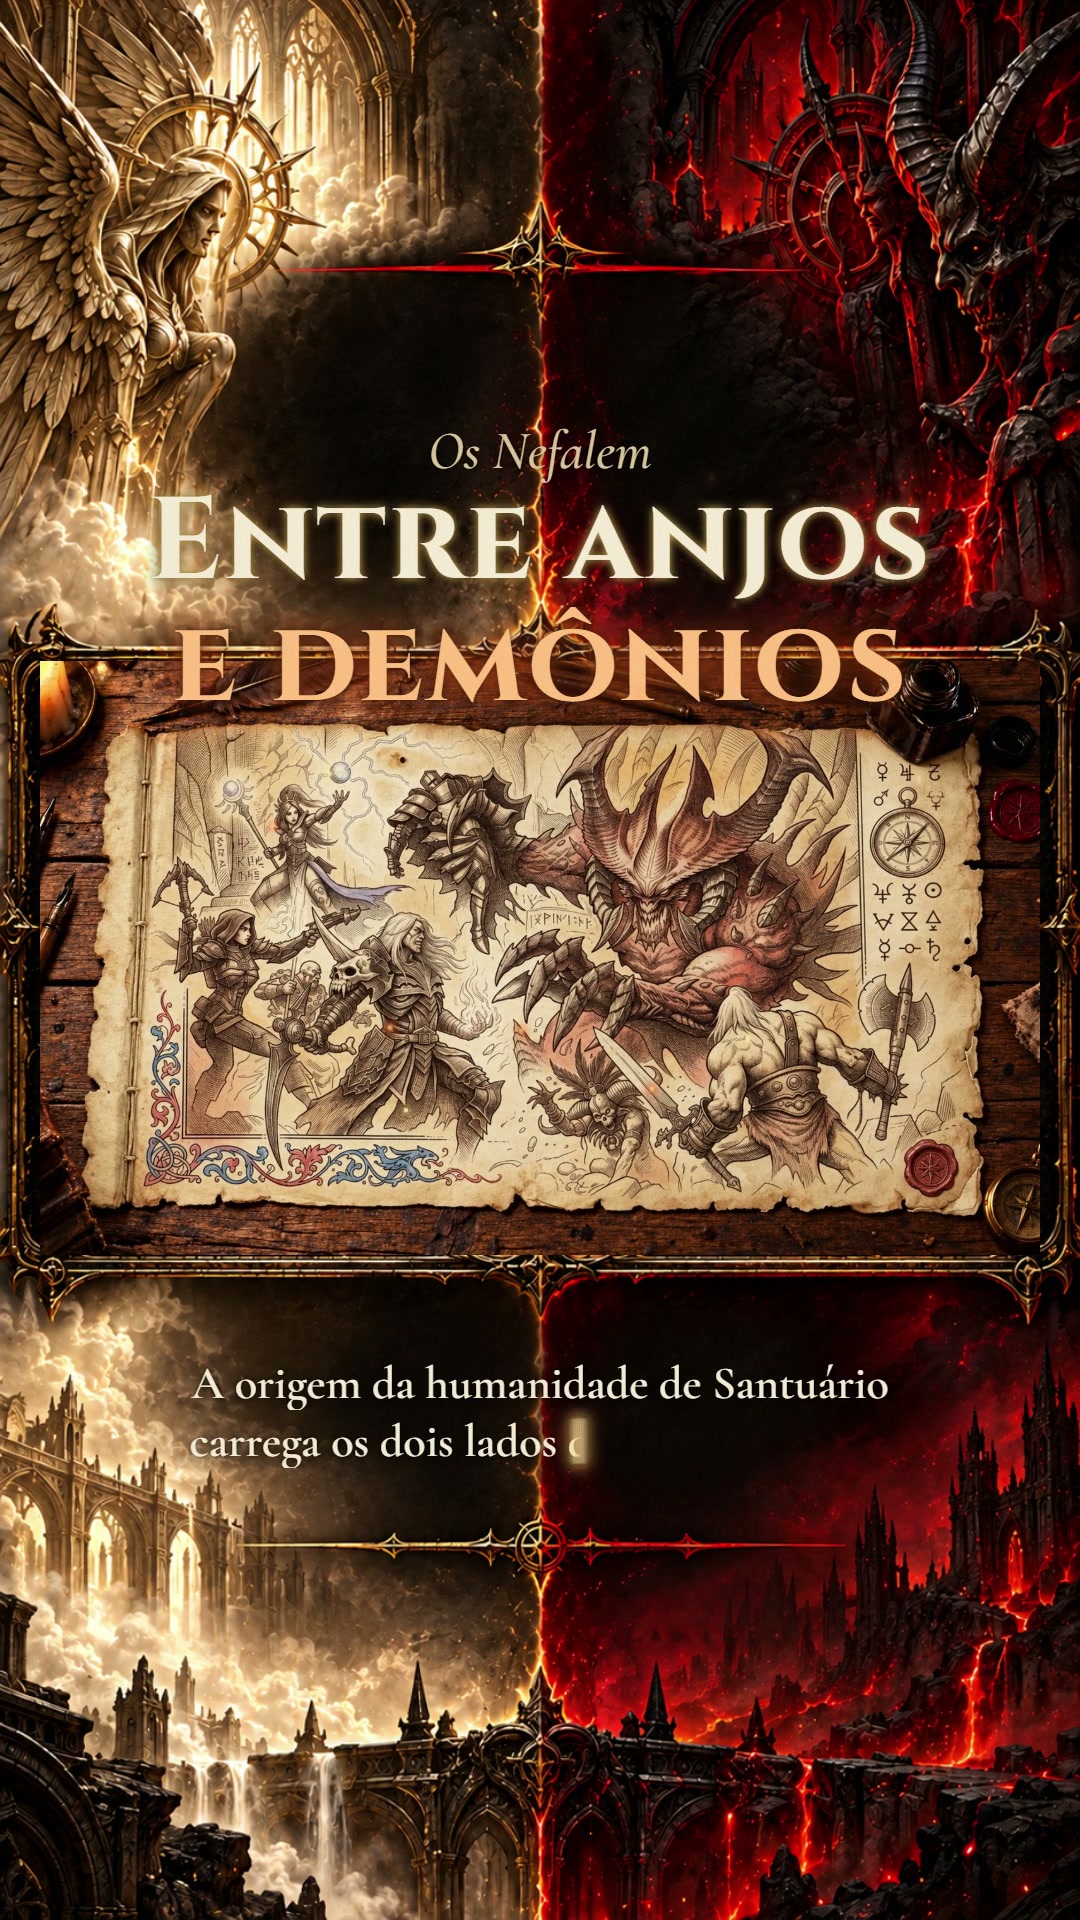 Os Nefalem
Entre anjos
e demônios
A origem da humanidade de Santuário
carrega os dois lados